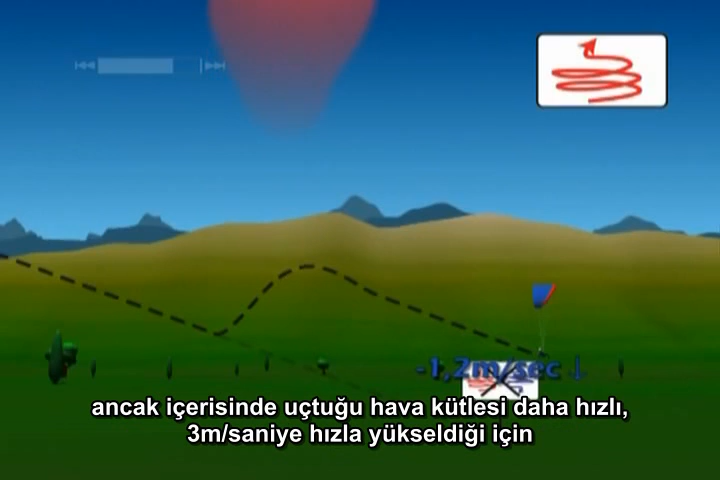 -1,2m/sec ↓
ancak içerisinde uçtuğu hava kütlesi daha hızlı,
3m/saniye hızla yükseldiği için